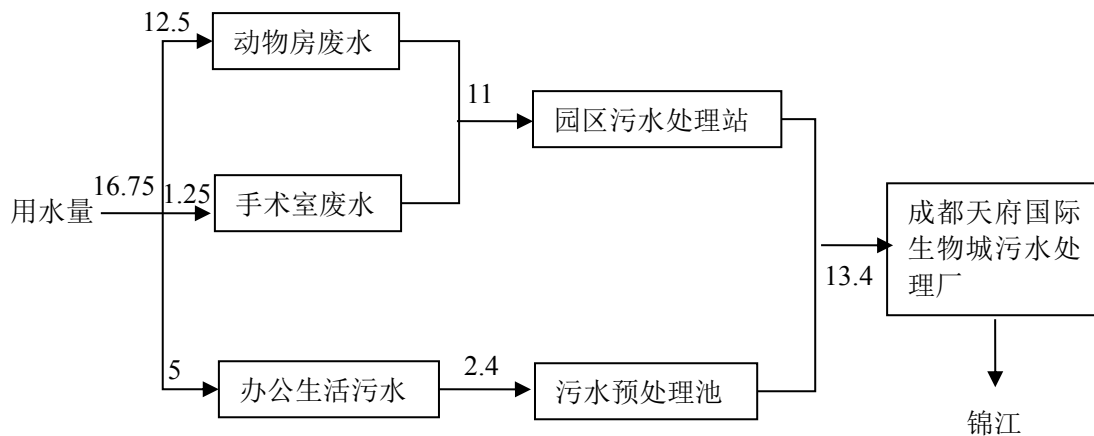 12.5
动物房废水
11
园区污水处理站
用水量
16.75
1.25
手术室废水
成都天府国际
生物城污水处
理厂
13.4
5
办公生活污水
2.4
污水预处理池
锦江